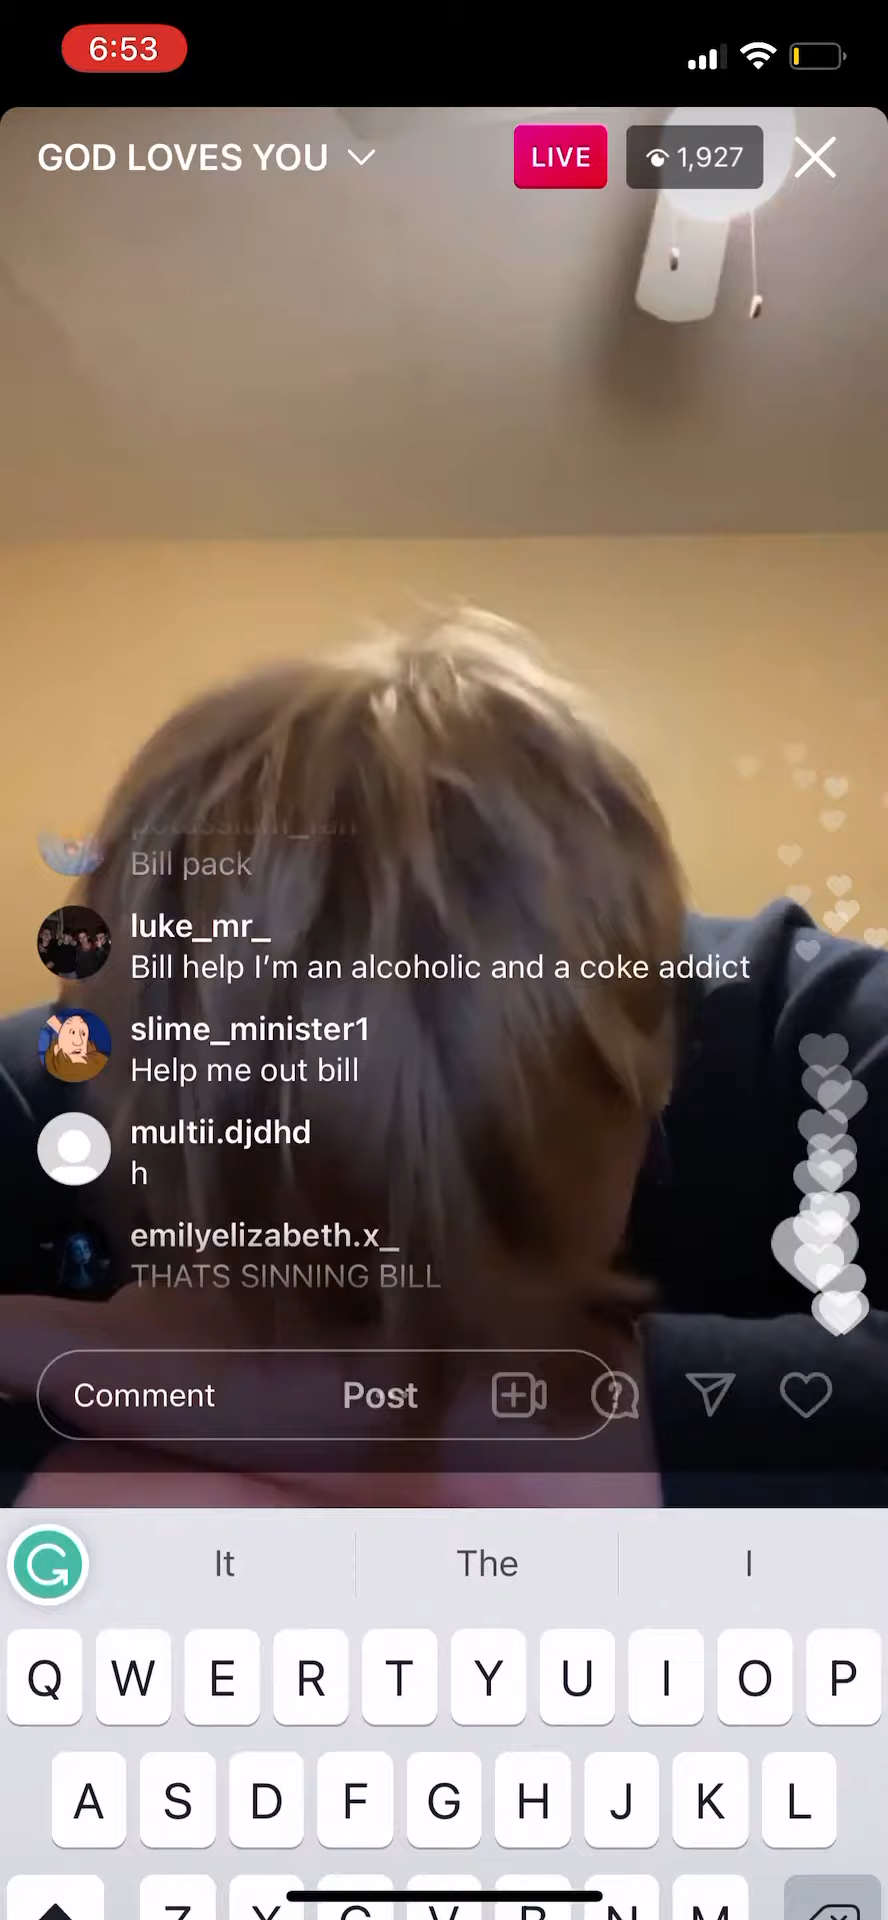 6:53
GOD LOVES YOU
LIVE
1,927
Bill pack
luke_mr_
Bill help I’m an alcoholic and a coke addict
slime_minister1
Help me out bill
multii.djdhd
h
emilyelizabeth.x_
THATS SINNING BILL
Comment
Post
It
The
I
Q W E R T Y U I O P
A S D F G H J K L
Z X C V B N M